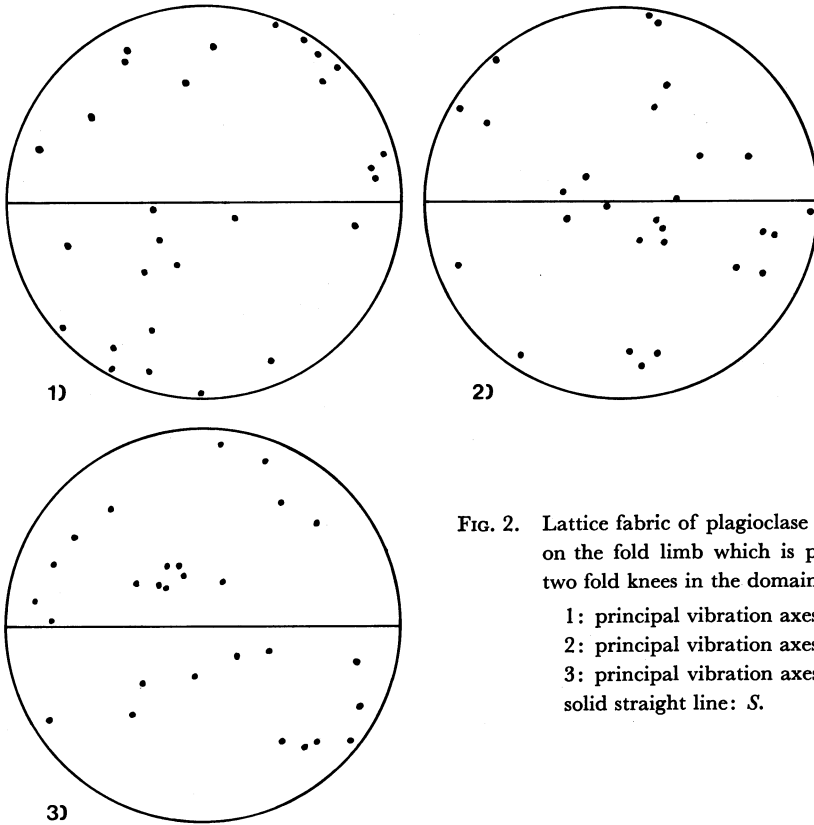 1)
2)
3)
FIG. 2. Lattice fabric of plagioclase
on the fold limb which is
two fold knees in the domain
1: principal vibration axes
2: principal vibration axes
3: principal vibration axes
solid straight line: S.